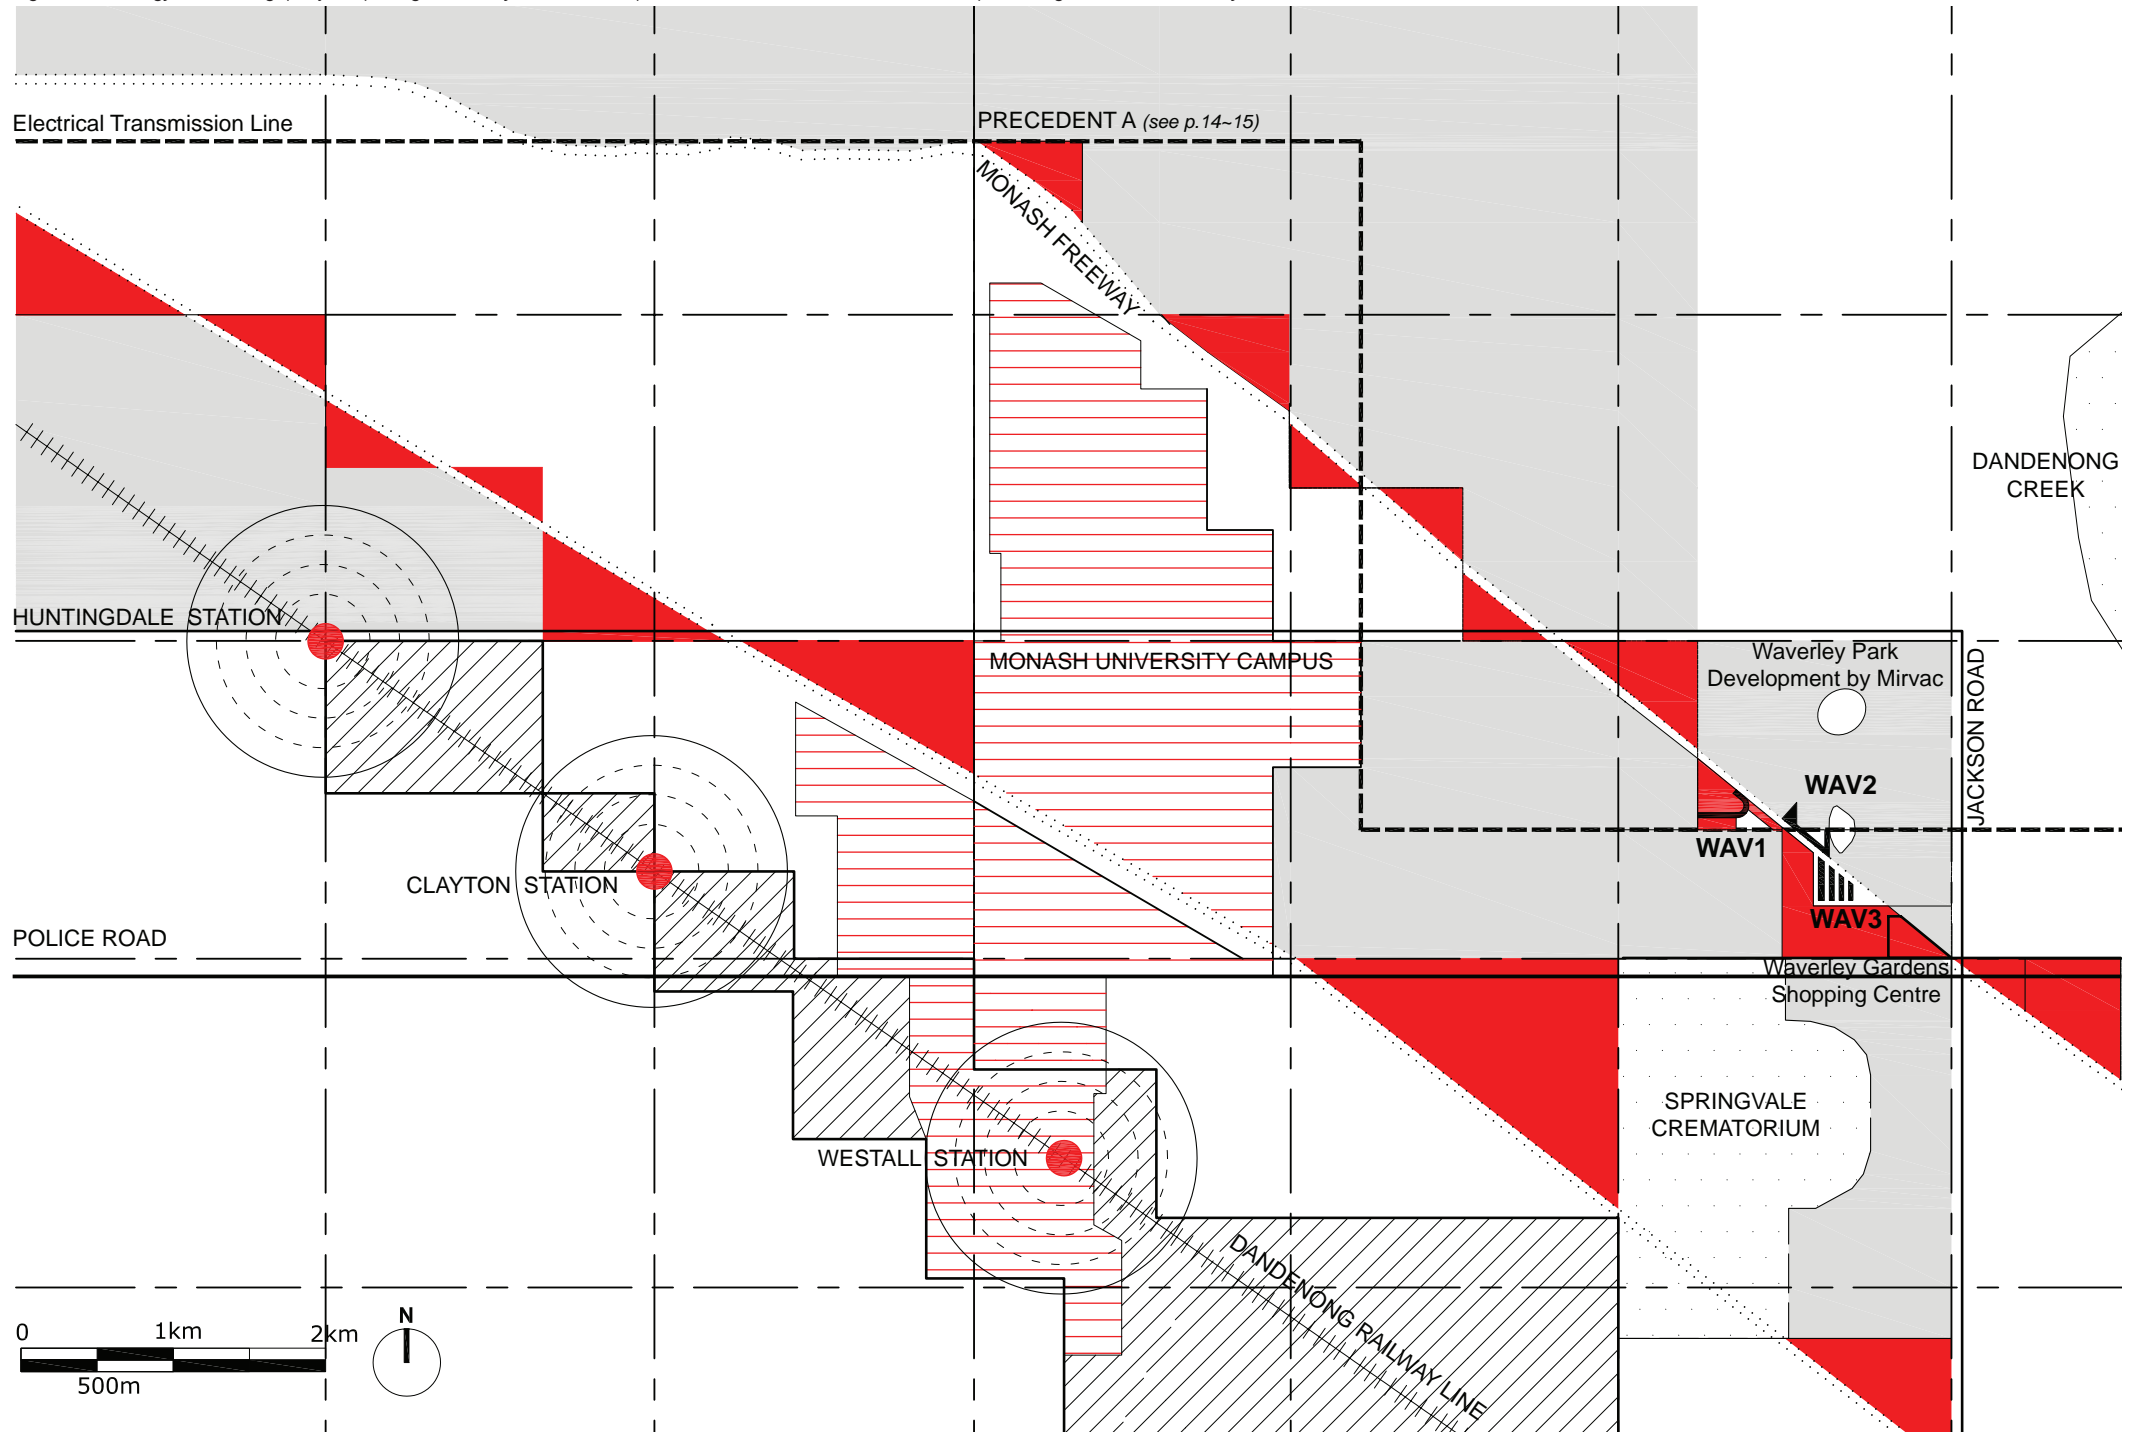 Electrical Transmission Line
PRECEDENT A (see p.14~15)
MONASH FREEWAY
DANDENONG
CREEK
HUNTINGDALE STATION
MONASH UNIVERSITY CAMPUS
Waverley Park
Development by Mirvac
JACKSON ROAD
WAV2
WAV1
CLAYTON STATION
WAV3
POLICE ROAD
Waverley Gardens
Shopping Centre
SPRINGVALE
CREMATORIUM
WESTALL STATION
DANDENONG RAILWAY LINE
N
0 1km 2km
500m